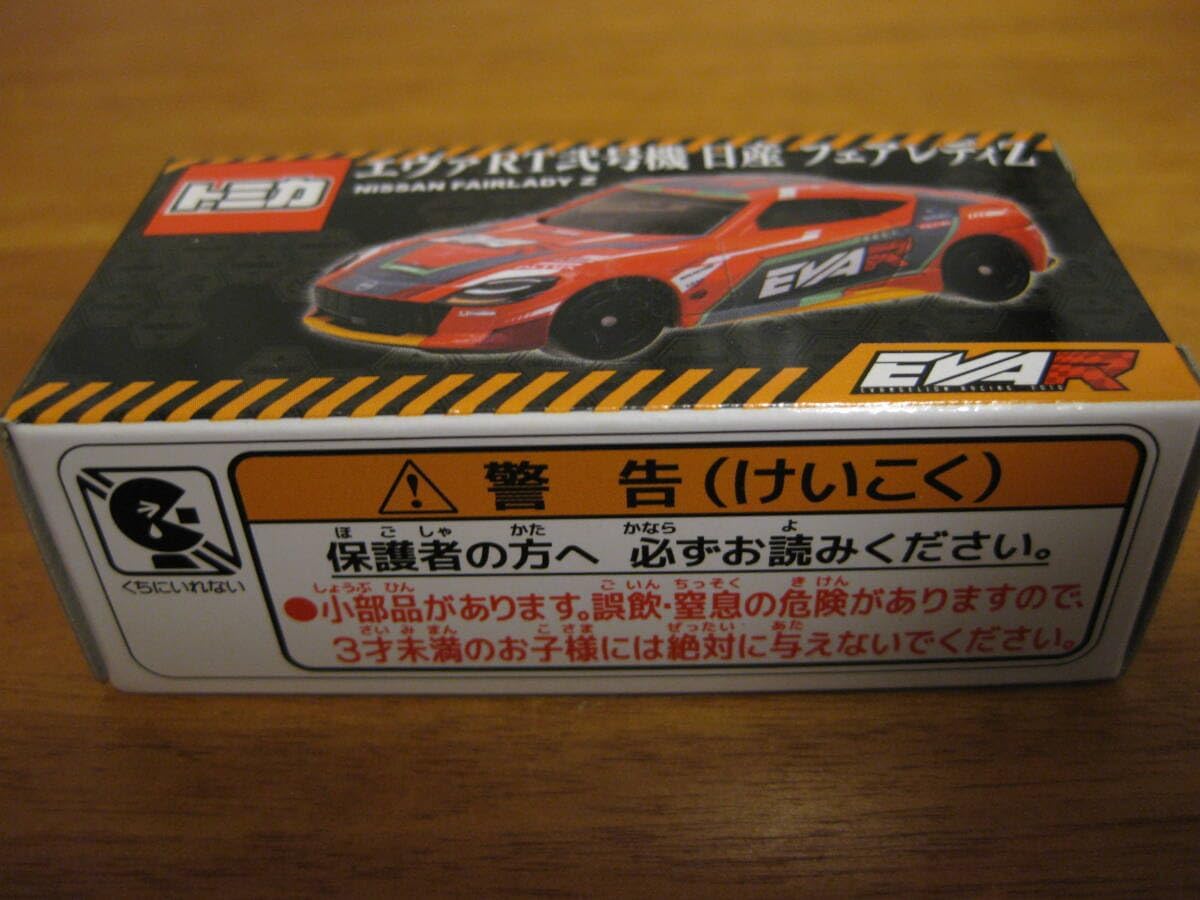 トミカ
エヴァRT弐号機 日産 フェアレディZ
NISSAN FAIRLADY Z
EVAR
EVAR
EVANGELION RACING
警告(けいこく)
ほごしゃ かた かなら よ
保護者の方へ 必ずお読みください。
くちにいれない
しょうぶひん ごいん ちっそく きけん
●小部品があります。誤飲・窒息の危険がありますので、
さいみまん こさま ぜったい あた
3才未満のお子様には絶対に与えないでください。